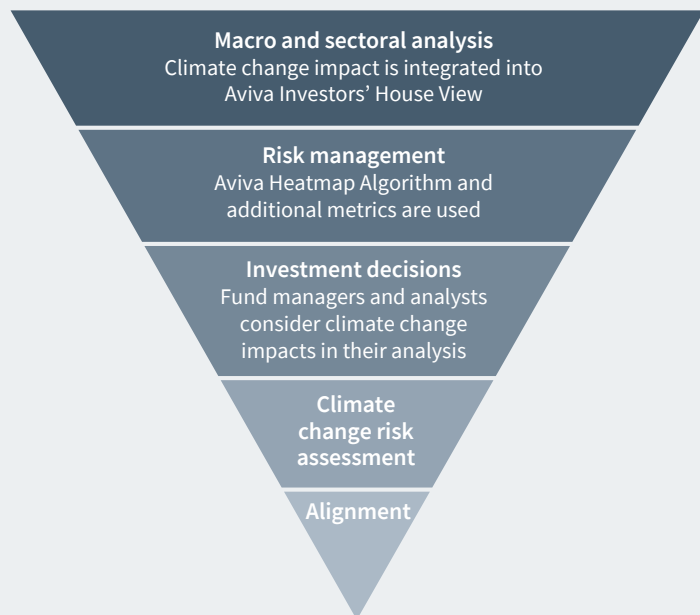 Macro and sectoral analysis
Climate change impact is integrated into
Aviva Investors’ House View
Risk management
Aviva Heatmap Algorithm and
additional metrics are used
Investment decisions
Fund managers and analysts
consider climate change
impacts in their analysis
Climate
change risk
assessment
Alignment